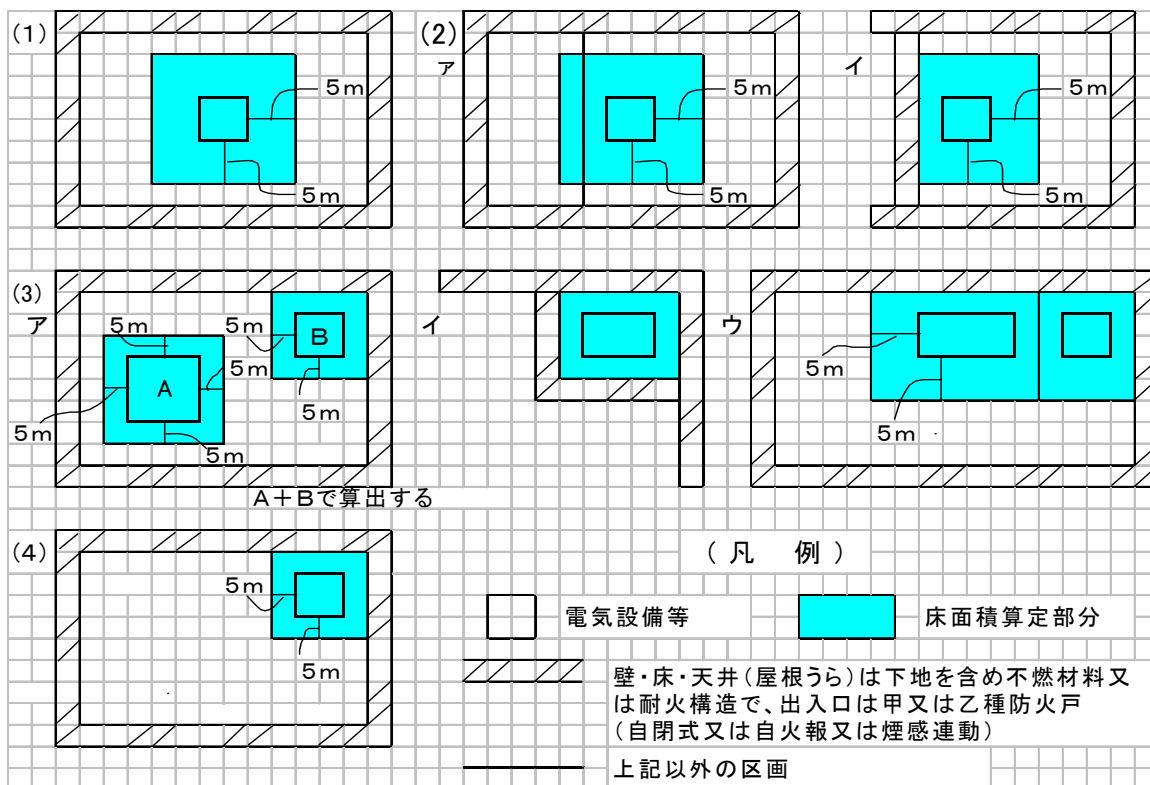 (1)
5m
5m
(2)
ア
5m
5m
イ
5m
5m
(3)
ア
5m
A
5m
5m
5m
5m
B
5m
A+Bで算出する
イ
ウ
5m
5m
(4)
5m
5m
(凡 例)
電気設備等
床面積算定部分
壁・床・天井(屋根うら)は下地を含め不燃材料又
は耐火構造で、出入口は甲又は乙種防火戸
(自閉式又は自火報又は煙感連動)
上記以外の区画